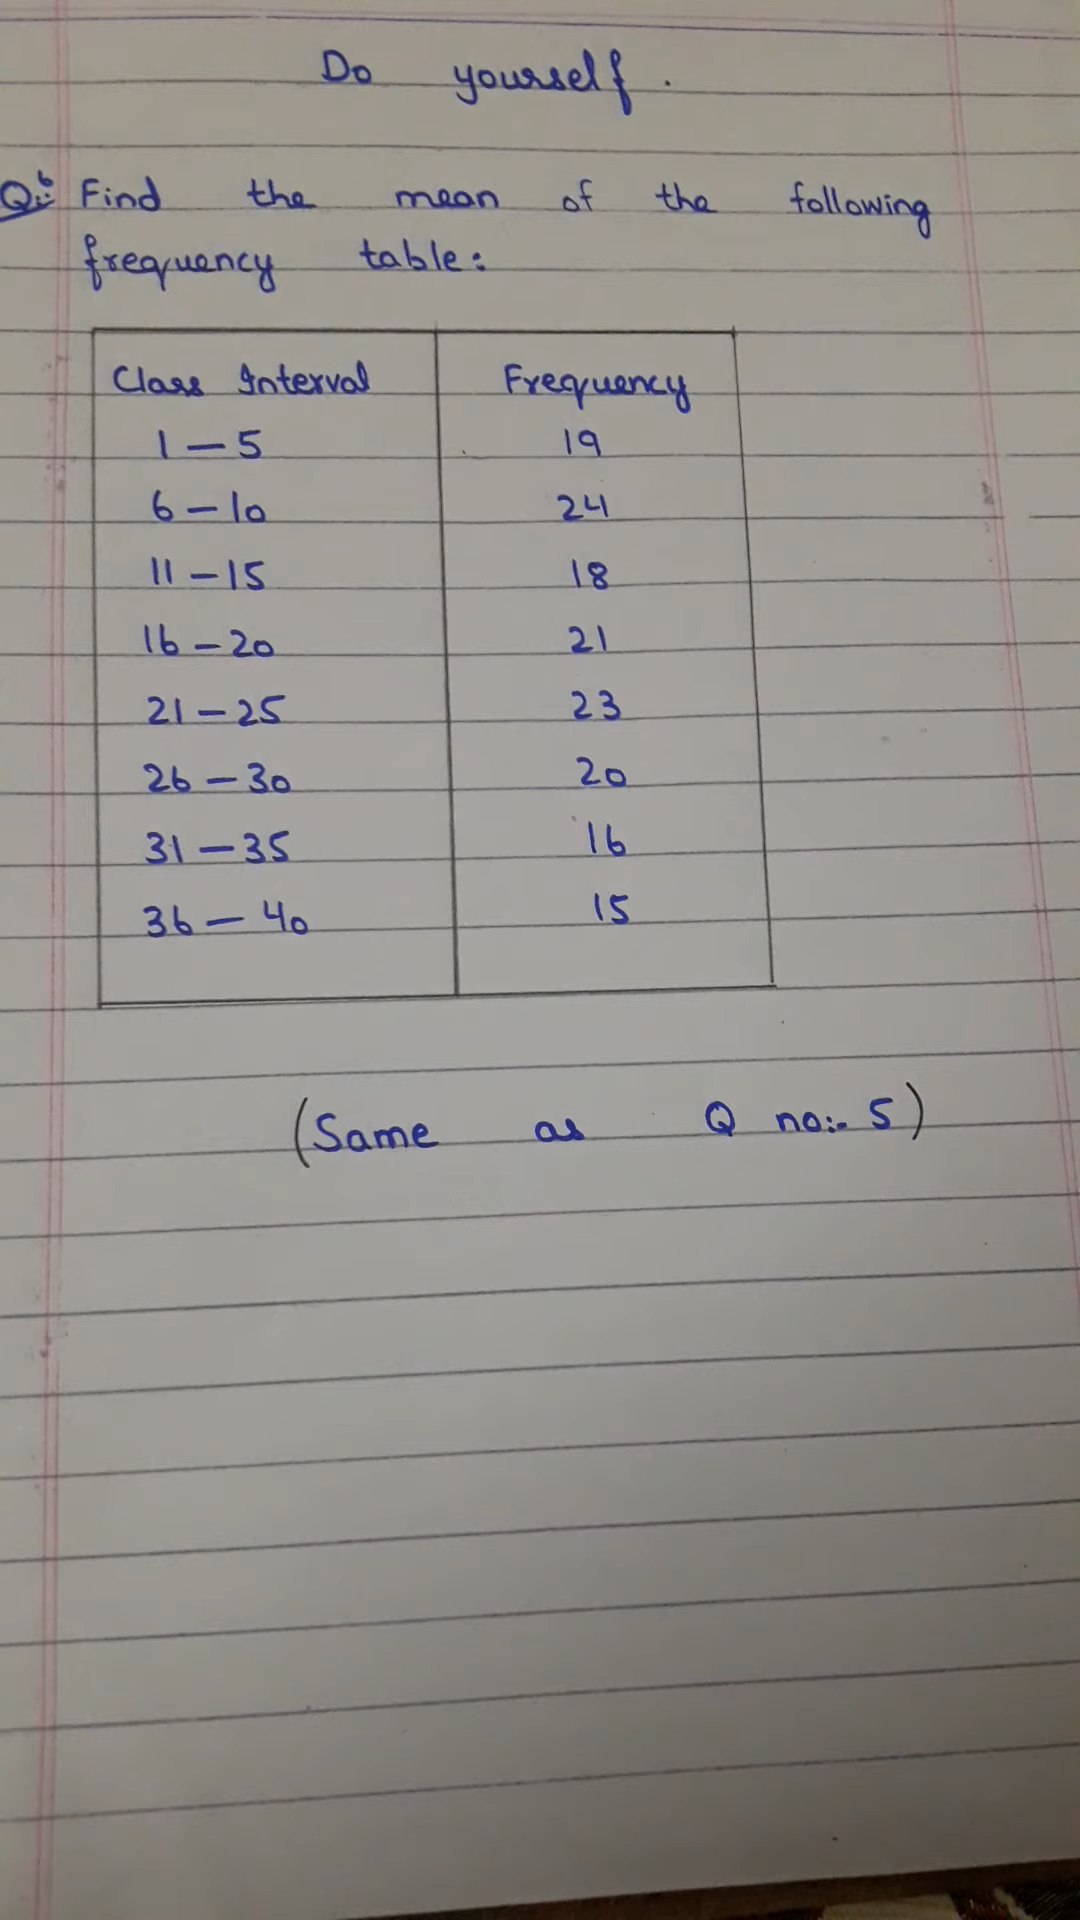 Do yourself.
Q:6 Find the mean of the following
frequency table:
Class Interval Frequency
1 — 5 19
6 — 10 24
11 — 15 18
16 — 20 21
21 — 25 23
26 — 30 20
31 — 35 16
36 — 40 15
(Same as Q no:- 5)